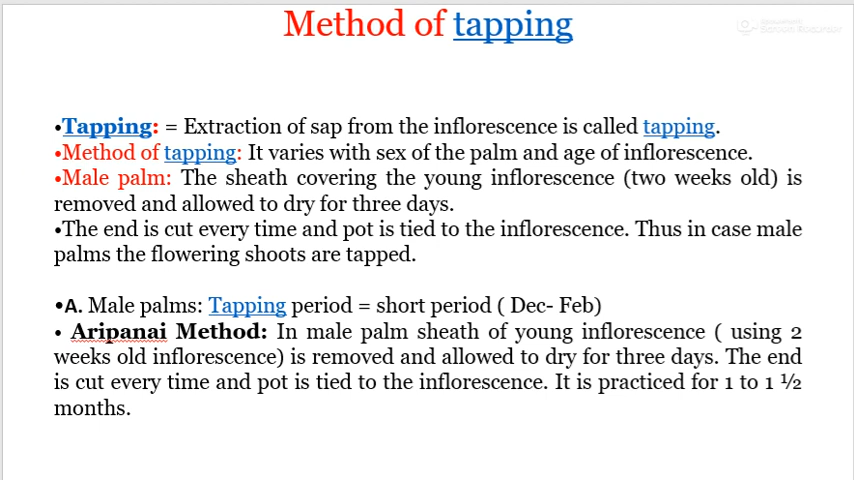 Method of tapping
Screen Recorder
•Tapping: = Extraction of sap from the inflorescence is called tapping.
•Method of tapping: It varies with sex of the palm and age of inflorescence.
•Male palm: The sheath covering the young inflorescence (two weeks old) is
removed and allowed to dry for three days.
•The end is cut every time and pot is tied to the inflorescence. Thus in case male
palms the flowering shoots are tapped.
•A. Male palms: Tapping period = short period ( Dec- Feb)
• Aripanai Method: In male palm sheath of young inflorescence ( using 2
weeks old inflorescence) is removed and allowed to dry for three days. The end
is cut every time and pot is tied to the inflorescence. It is practiced for 1 to 1 ½
months.